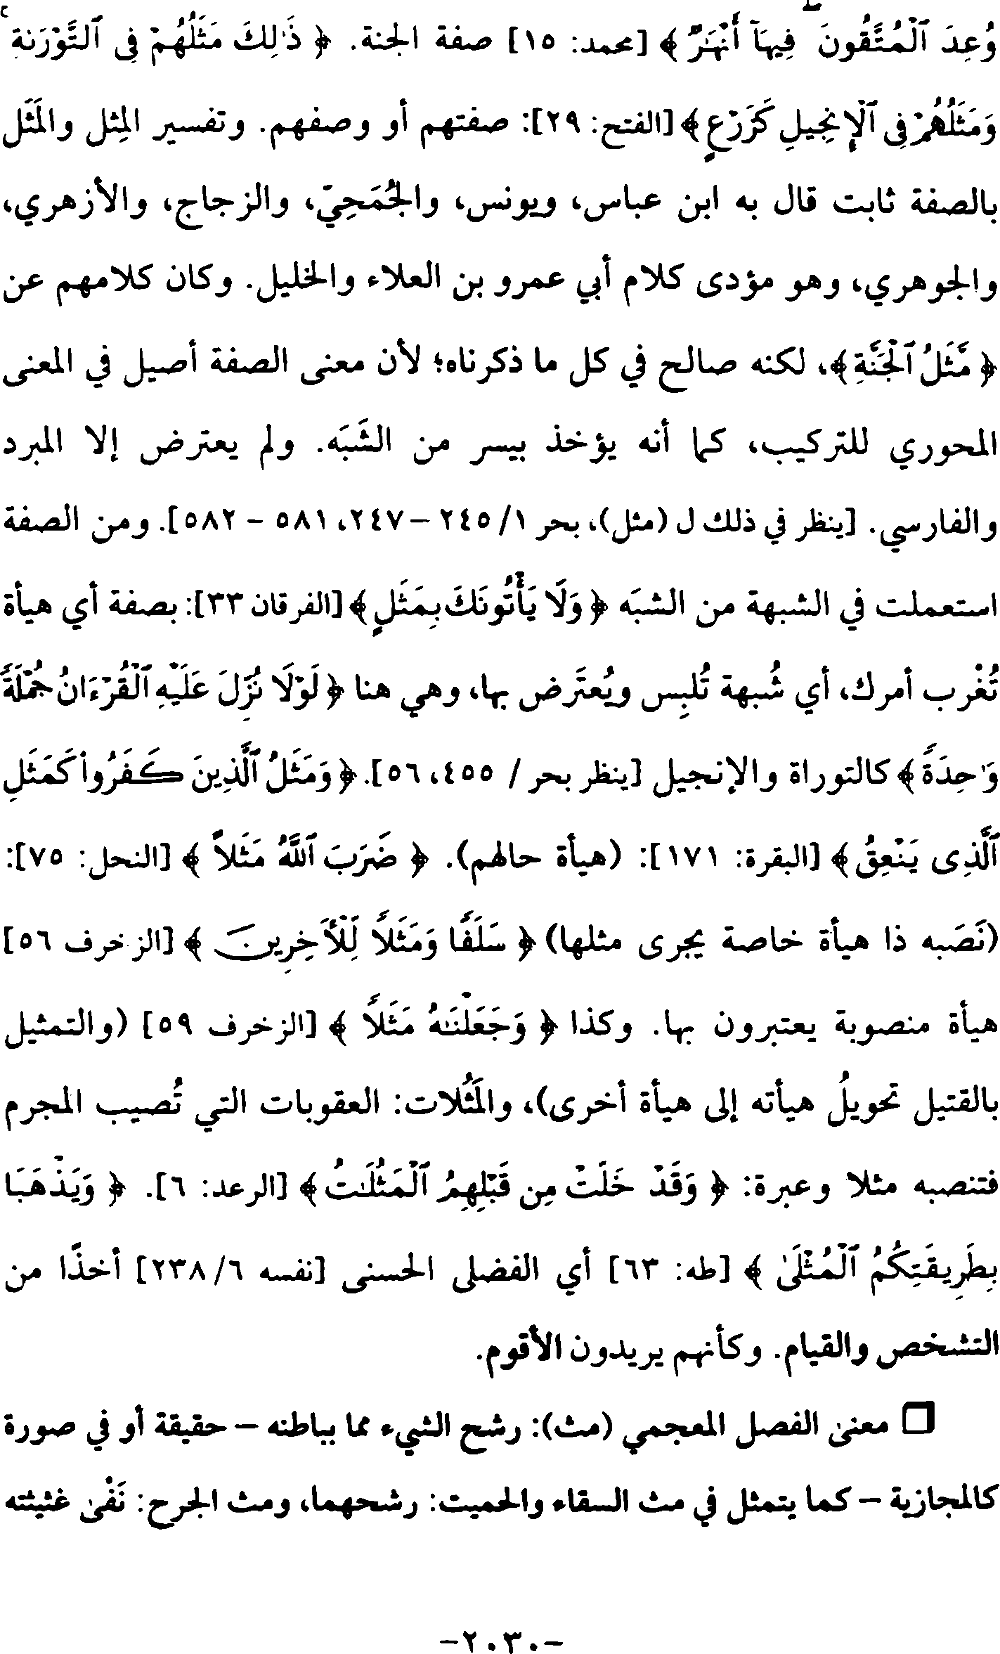 وُعِدَ ٱلْمُتَّقُونَ ۖ فِيهَآ أَنْهَـٰرٌ ﴾ [محمد: ١٥] صفة الجنة. ﴿ ذَٰلِكَ مَثَلُهُمْ فِى ٱلتَّوْرَىٰةِ ۚ
وَمَثَلُهُمْ فِى ٱلْإِنجِيلِ كَزَرْعٍ ﴾ [الفتح: ٢٩]: صفتهم أو وصفهم. وتفسير المِثل والمَثَل
بالصفة ثابت قال به ابن عباس، ويونس، والجُمَحِيّ، والزجاج، والأزهري،
والجوهري، وهو مؤدى كلام أبي عمرو بن العلاء والخليل. وكان كلامهم عن
﴿ مَّثَلُ ٱلْجَنَّةِ ﴾، لكنه صالح في كل ما ذكرناه؛ لأن معنى الصفة أصيل في المعنى
المحوري للتركيب، كما أنه يؤخذ بيسر من الشَّبَه. ولم يعترض إلا المبرد
والفارسي. [ينظر في ذلك ل (مثل)، بحر ١/ ٢٤٥ – ٢٤٧، ٥٨١ – ٥٨٢]. ومن الصفة
استعملت في الشبهة من الشبَه ﴿ وَلَا يَأْتُونَكَ بِمَثَلٍ ﴾ [الفرقان ٣٣]: بصفة أي هيأة
تُغْرب أمرك، أي شُبهة تُلبِس ويُعتَرض بها، وهي هنا ﴿ لَوْلَا نُزِّلَ عَلَيْهِ ٱلْقُرْءَانُ جُمْلَةً
وَٰحِدَةً ﴾ كالتوراة والإنجيل [ينظر بحر / ٤٥٥، ٥٦]. ﴿ وَمَثَلُ ٱلَّذِينَ كَفَرُوا۟ كَمَثَلِ
ٱلَّذِى يَنْعِقُ ﴾ [البقرة: ١٧١]: (هيأة حالهم). ﴿ ضَرَبَ ٱللَّهُ مَثَلًا ﴾ [النحل: ٧٥]:
(نَصَبه ذا هيأة خاصة يجرى مثلها) ﴿ سَلَفًا وَمَثَلًا لِّلْأَخِرِينَ ﴾ [الزخرف ٥٦]
هيأة منصوبة يعتبرون بها. وكذا ﴿ وَجَعَلْنَـٰهُ مَثَلًا ﴾ [الزخرف ٥٩] (والتمثيل
بالقتيل تحويلُ هيأته إلى هيأة أخرى)، والمَثُلات: العقوبات التي تُصيب المجرم
فتنصبه مثلا وعبرة: ﴿ وَقَدْ خَلَتْ مِن قَبْلِهِمُ ٱلْمَثُلَـٰتُ ﴾ [الرعد: ٦]. ﴿ وَيَذْهَبَا
بِطَرِيقَتِكُمُ ٱلْمُثْلَىٰ ﴾ [طه: ٦٣] أي الفضلى الحسنى [نفسه ٦/ ٢٣٨] أخذًا من
التشخص والقيام. وكأنهم يريدون الأقوم.
□ معنى الفصل المعجمي (مث): رشح الشيء مما بباطنه – حقيقة أو في صورة
كالمجازية – كما يتمثل في مث السقاء والحميت: رشحهما، ومث الجرح: نَفْىُ غثيثته
-٢٠٣٠-